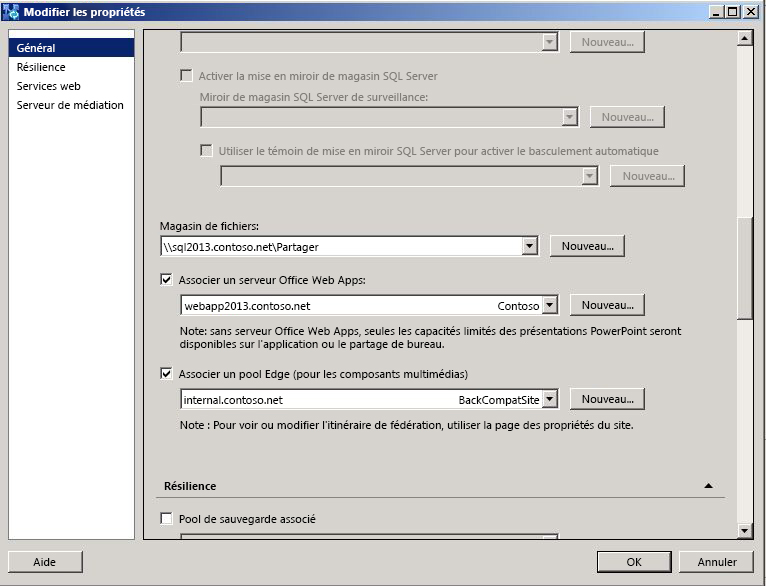 Modifier les propriétés
Général
Résilience
Services web
Serveur de médiation
Nouveau...
Activer la mise en miroir de magasin SQL Server
Miroir de magasin SQL Server de surveillance:
Nouveau...
Utiliser le témoin de mise en miroir SQL Server pour activer le basculement automatique
Nouveau...
Magasin de fichiers:
\\sql2013.contoso.net\Partager
Nouveau...
Associer un serveur Office Web Apps:
webapp2013.contoso.net Contoso
Nouveau...
Note: sans serveur Office Web Apps, seules les capacités limités des présentations PowerPoint seront
disponibles sur l'application ou le partage de bureau.
Associer un pool Edge (pour les composants multimédias)
internal.contoso.net BackCompatSite
Nouveau...
Note : Pour voir ou modifier l'itinéraire de fédération, utiliser la page des propriétés du site.
Résilience
Pool de sauvegarde associé
Aide
OK
Annuler